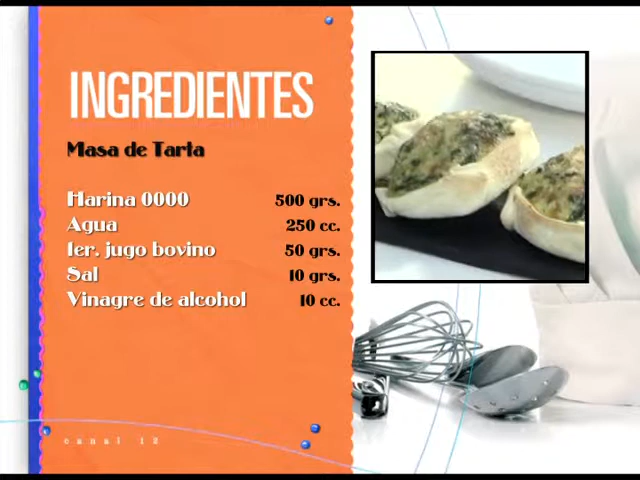 INGREDIENTES
Masa de Tarta
Harina 0000 500 grs.
Agua 250 cc.
1er. jugo bovino 50 grs.
Sal 10 grs.
Vinagre de alcohol 10 cc.
canal 12